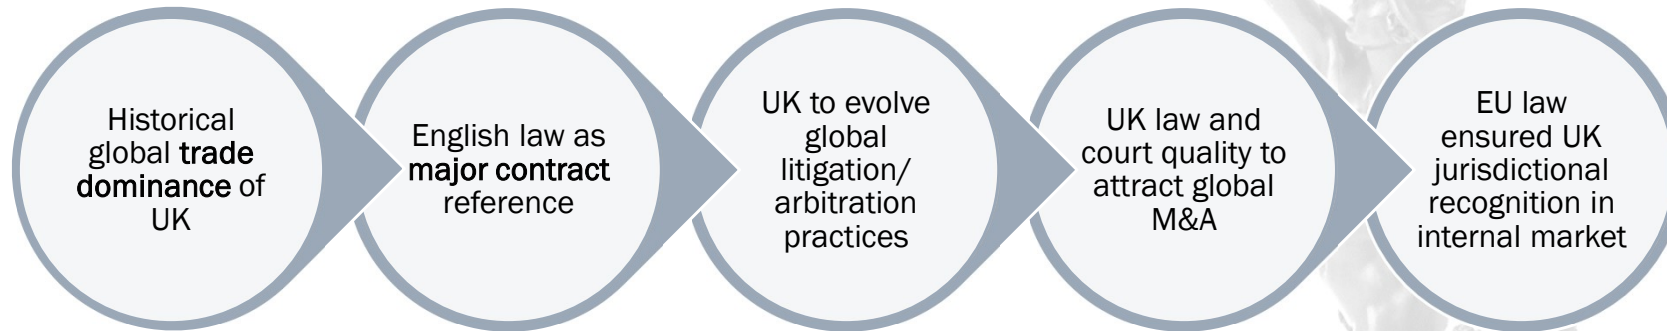 Historical
global trade
dominance of
UK
English law as
major contract
reference
UK to evolve
global
litigation/
arbitration
practices
UK law and
court quality to
attract global
M&A
EU law
ensured UK
jurisdictional
recognition in
internal market